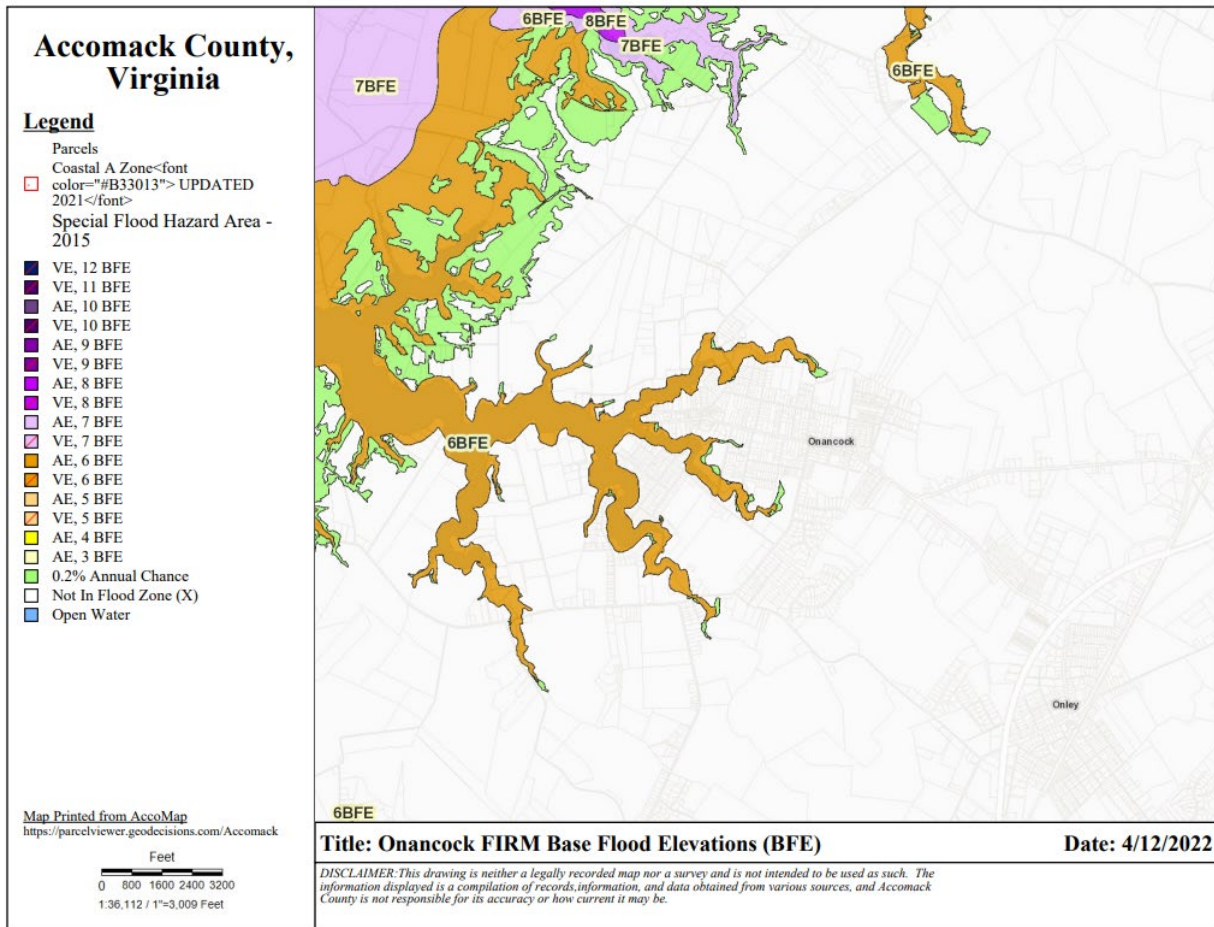 Accomack County,
Virginia
Legend
Parcels
Coastal A Zone<font
color="#B33013"> UPDATED
2021</font>
Special Flood Hazard Area -
2015
VE, 12 BFE
VE, 11 BFE
AE, 10 BFE
VE, 10 BFE
AE, 9 BFE
VE, 9 BFE
AE, 8 BFE
VE, 8 BFE
AE, 7 BFE
VE, 7 BFE
AE, 6 BFE
VE, 6 BFE
AE, 5 BFE
VE, 5 BFE
AE, 4 BFE
AE, 3 BFE
0.2% Annual Chance
Not In Flood Zone (X)
Open Water
Map Printed from AccoMap
https://parcelviewer.geodecisions.com/Accomack
Feet
0 800 1600 2400 3200
1:36,112 / 1"=3,009 Feet
6BFE
8BFE
7BFE
7BFE
6BFE
6BFE
Onancock
Onley
6BFE
Title: Onancock FIRM Base Flood Elevations (BFE)
Date: 4/12/2022
DISCLAIMER:This drawing is neither a legally recorded map nor a survey and is not intended to be used as such. The
information displayed is a compilation of records,information, and data obtained from various sources, and Accomack
County is not responsible for its accuracy or how current it may be.